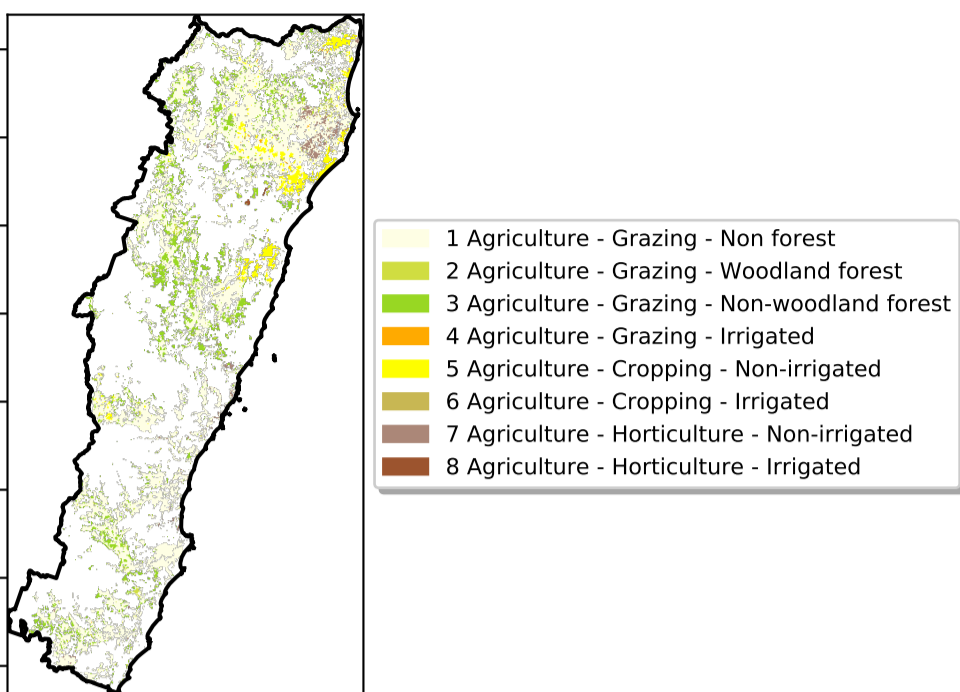 1 Agriculture - Grazing - Non forest
2 Agriculture - Grazing - Woodland forest
3 Agriculture - Grazing - Non-woodland forest
4 Agriculture - Grazing - Irrigated
5 Agriculture - Cropping - Non-irrigated
6 Agriculture - Cropping - Irrigated
7 Agriculture - Horticulture - Non-irrigated
8 Agriculture - Horticulture - Irrigated